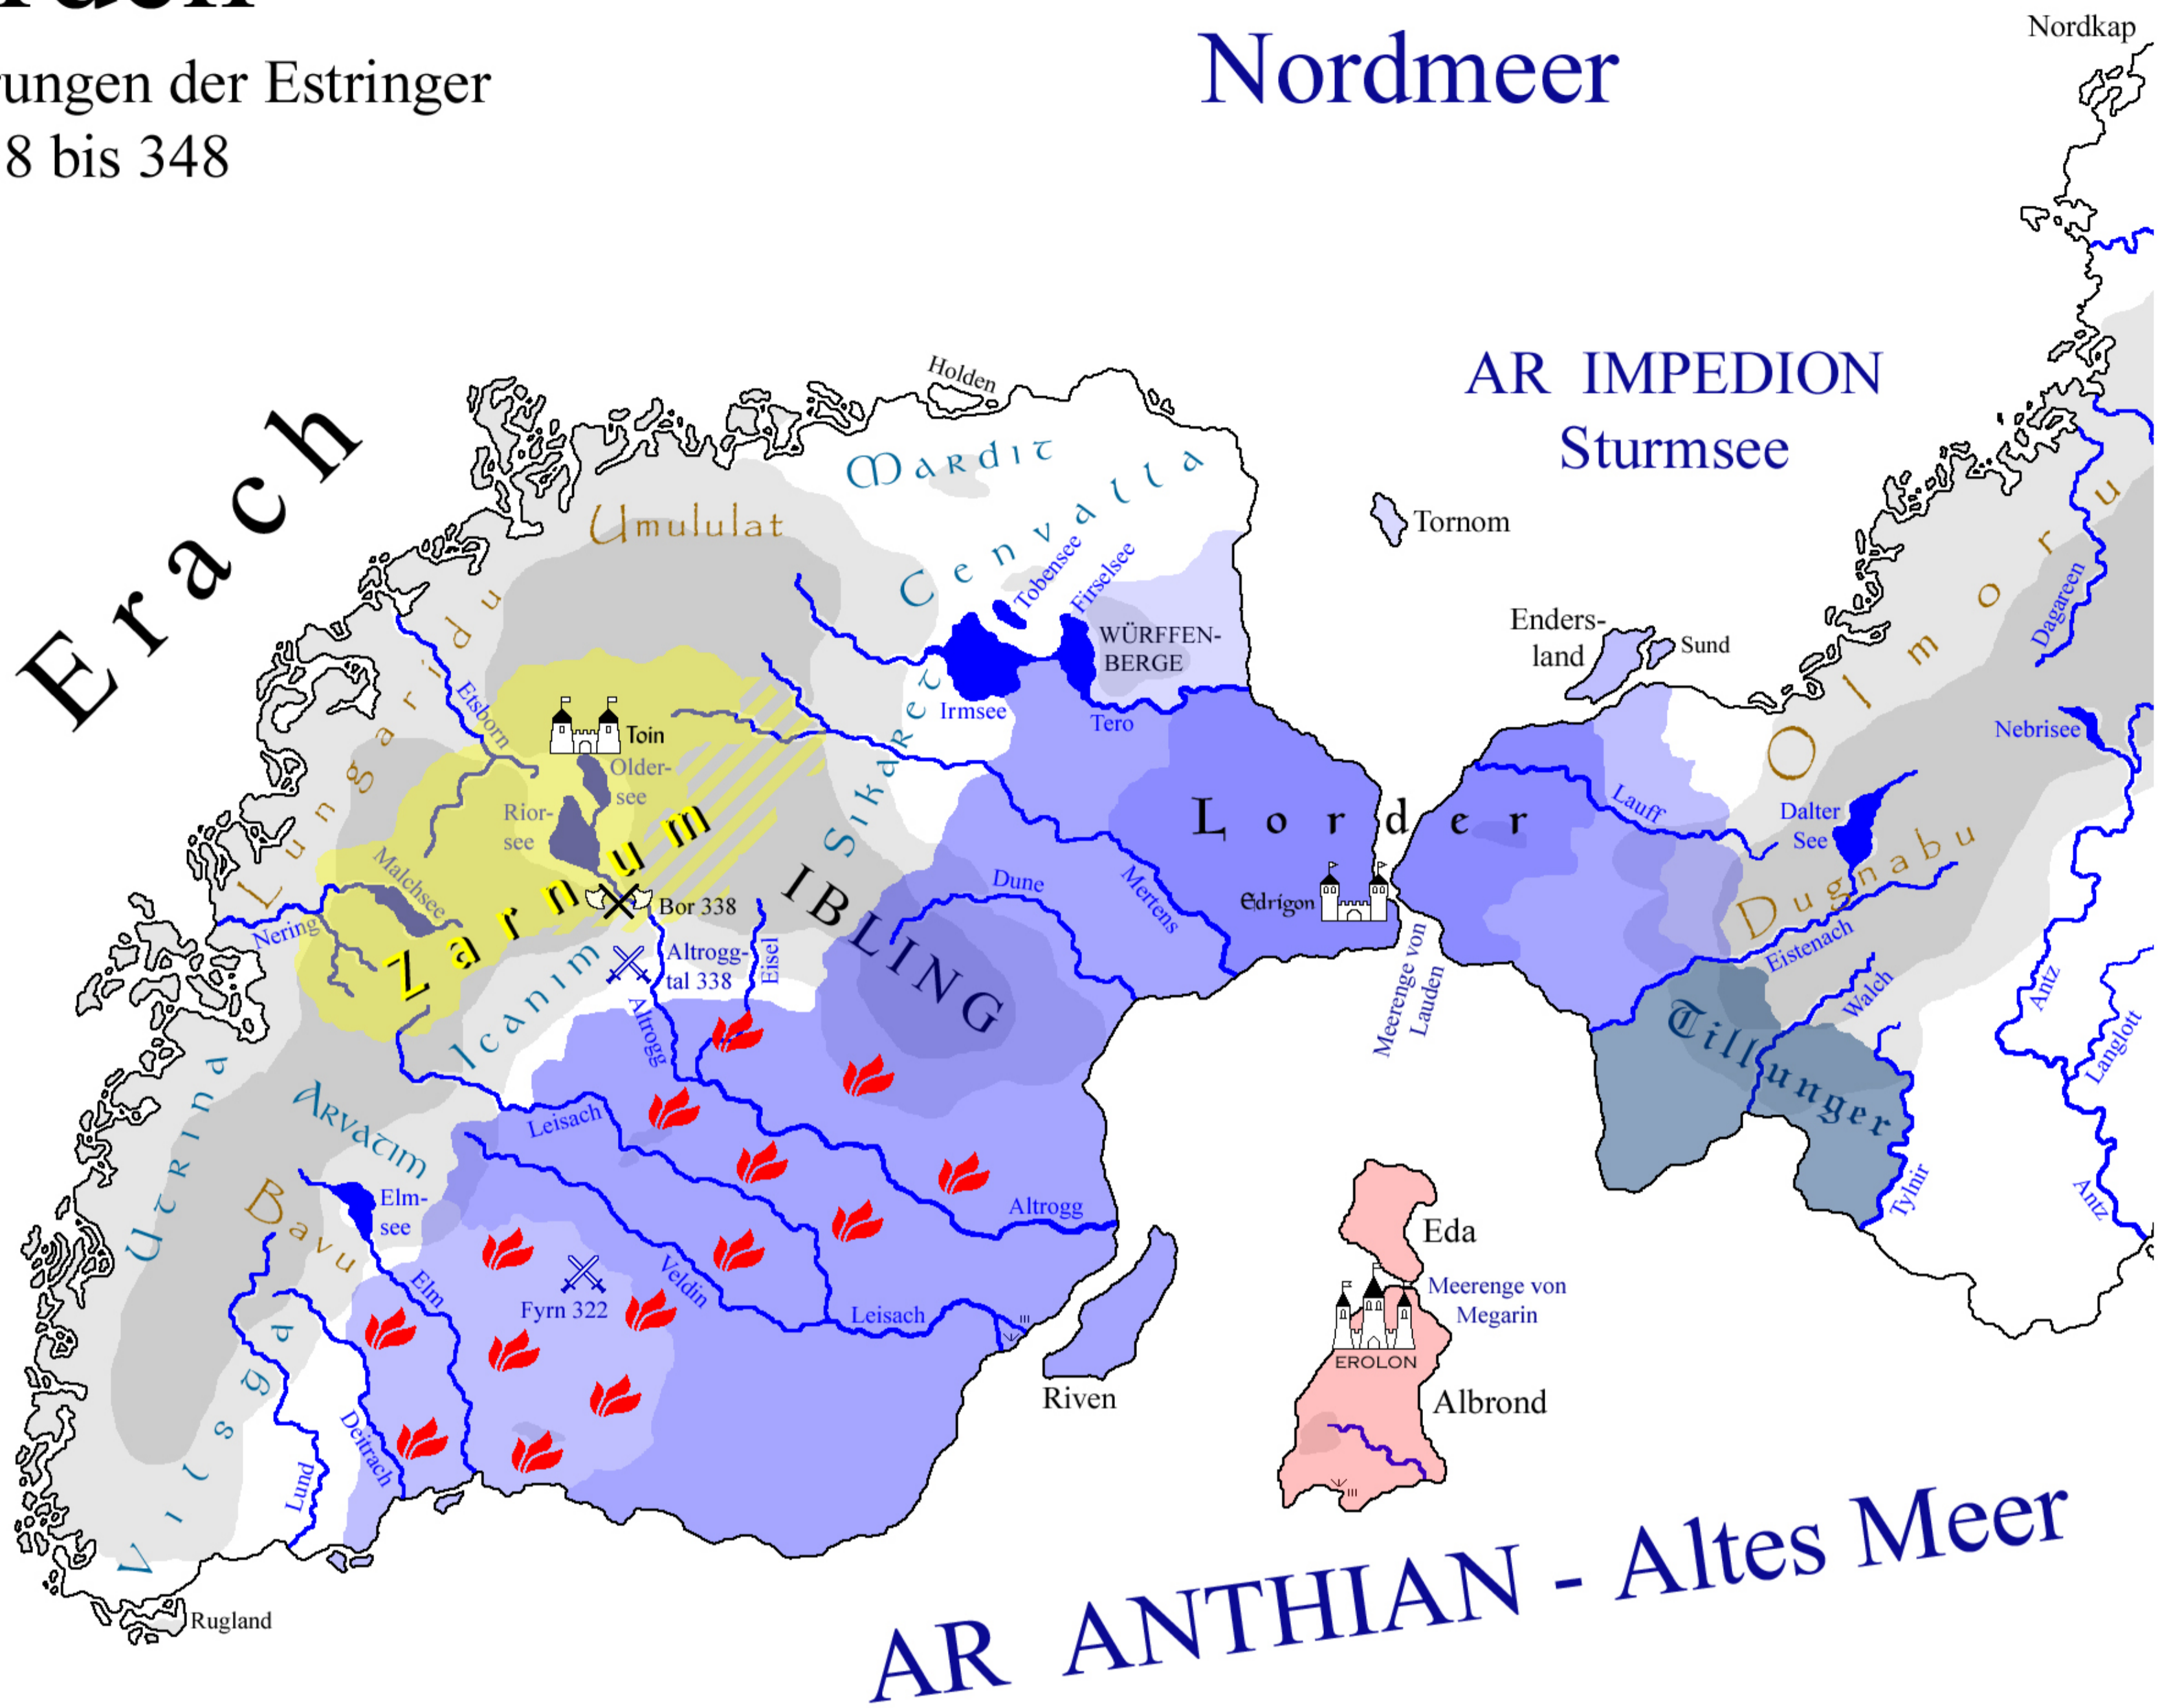 ungen der Estringer
8 bis 348
Nordmeer
Nordkap
Erach
AR IMPEDION
Sturmsee
Holden
Mardit
Cenvalla
Umululat
Tornom
Tobensee
Firselsee
WÜRFFEN-
BERGE
Enders-
land
Sund
Olmoru
Dagareen
Lungaridu
Etsborn
Toin
Older-
see
Rior-
see
Irmsee
Tero
Sikaret
Nebrisee
Lauff
Dalter
See
Dugnabu
Lorder
Malchsee
Zarnum
IBLING
Dune
Mertens
Edrigon
Nering
Bor 338
Altrogg-
tal 338
Eisel
Altrogg
Meerenge von
Lauden
Eistenach
Walch
Antz
Langlott
Tillunger
Icanim
Utrina
Arvatim
Leisach
Bavu
Elm-
see
Altrogg
Tylnir
Antz
Eda
Meerenge von
Megarin
Elm
Fyrn 322
Veldin
Leisach
EROLON
Riven
Albrond
Vilsga
Deitrach
Lund
Rugland
AR ANTHIAN - Altes Meer